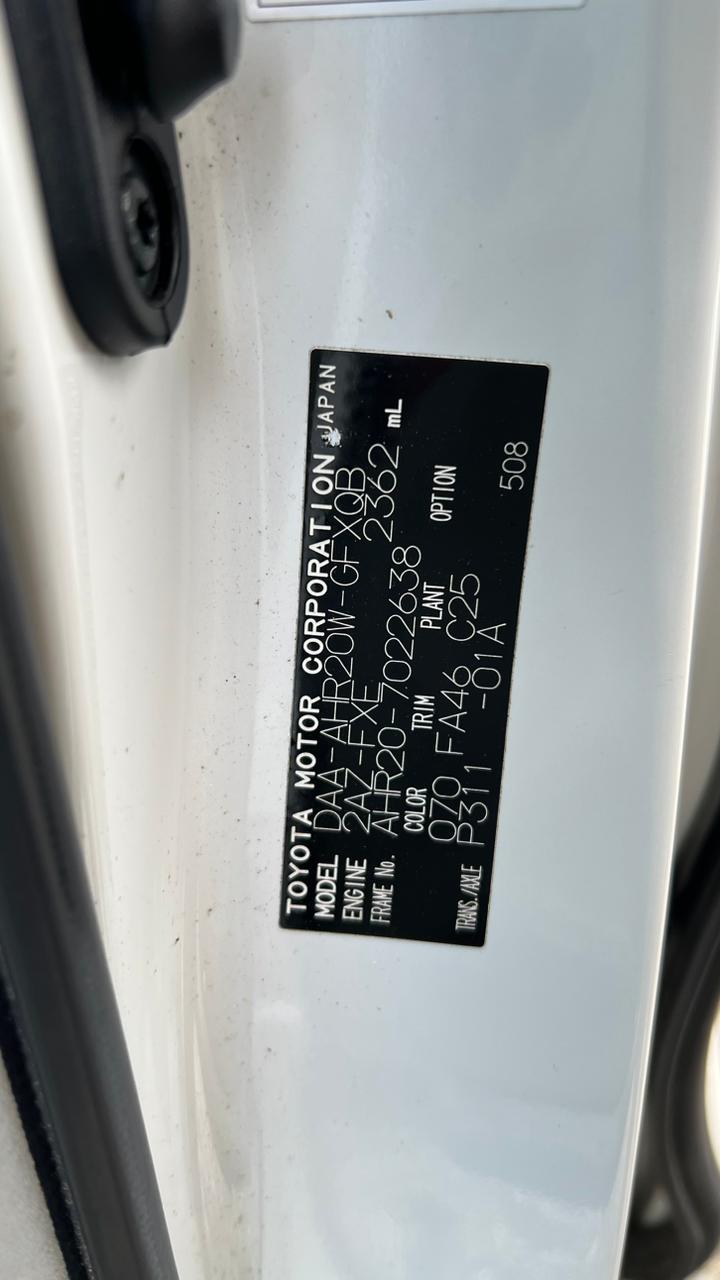 TOYOTA MOTOR CORPORATION JAPAN
MODEL DAA-AHR20W-GFXQB
ENGINE 2AZ-FXE 2362 mL
FRAME No. AHR20-7022638
COLOR TRIM PLANT OPTION
070 FA46 C25
TRANS./AXLE P311 -01A 508